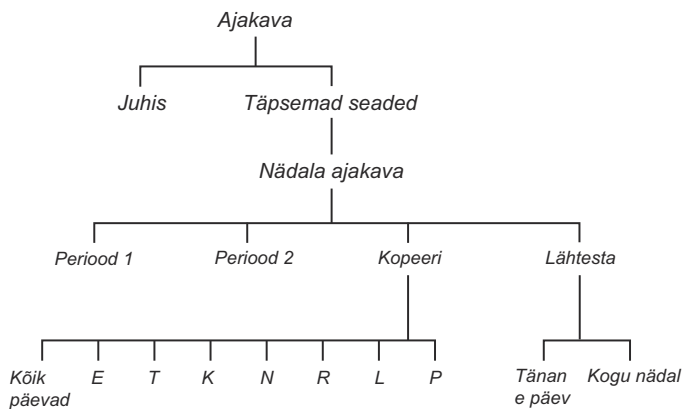 Ajakava
Juhis
Täpsemad seaded
Nädala ajakava
Periood 1
Periood 2
Kopeeri
Lähtesta
Kõik
päevad
E
T
K
N
R
L
P
Tänan
e päev
Kogu nädal